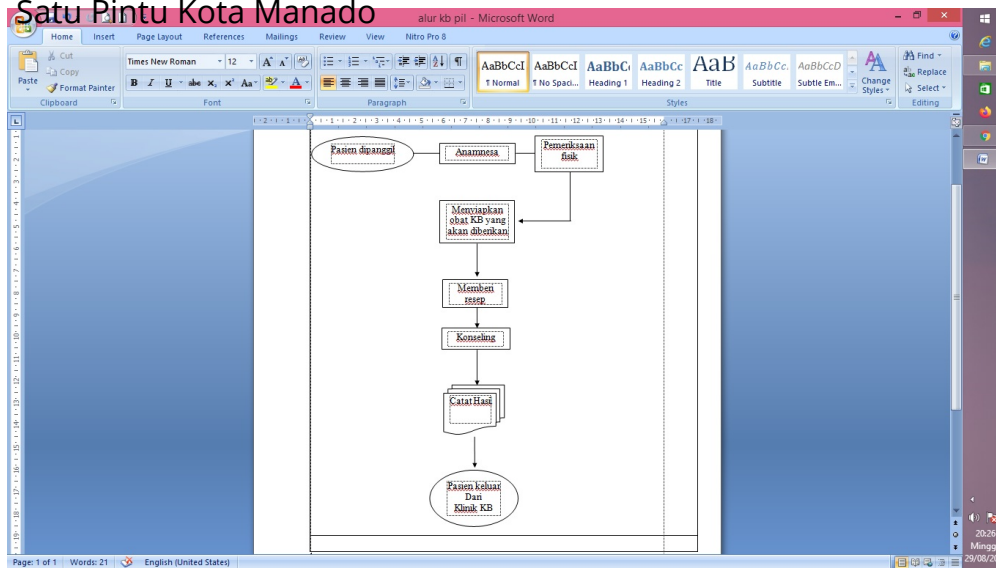 Satu Pintu Kota Manado
alur kb pil - Microsoft Word
Home Insert Page Layout References Mailings Review View Nitro Pro 8
Cut
Copy
Format Painter
Paste
Clipboard
Times New Roman 12
Font
Paragraph
AaBbCcI AaBbCcI AaBbC AaBbCc AaB AaBbCc. AaBbCcD
¶ Normal ¶ No Spaci... Heading 1 Heading 2 Title Subtitle Subtle Em...
Change Styles
Styles
Find
Replace
Select
Editing
Pasien dipanggil
Anamnesa
Pemeriksaan
fisik
Menyiapkan
obat KB yang
akan diberikan
Memberi
resep
Konseling
Catat Hasil
Pasien keluar
Dari
Klinik KB
Page: 1 of 1 Words: 21 English (United States)
20:26
Mingg
29/08/20